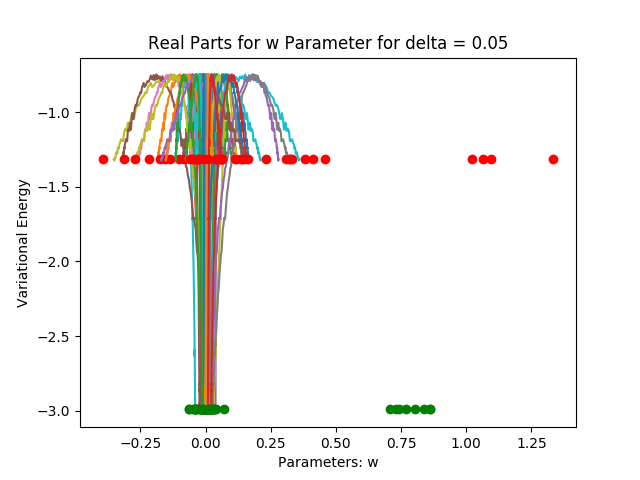 Real Parts for w Parameter for delta = 0.05
−1.0
−1.5
−2.0
−2.5
−3.0
Variational Energy
−0.25 0.00 0.25 0.50 0.75 1.00 1.25
Parameters: w